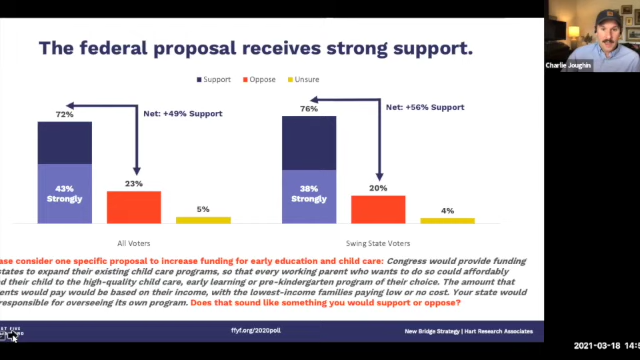 The federal proposal receives strong support.
Support Oppose Unsure
72%
Net: +49% Support
43%
Strongly
23%
5%
All Voters
76%
Net: +56% Support
38%
Strongly
20%
4%
Swing State Voters
ase consider one specific proposal to increase funding for early education and child care: Congress would provide funding
states to expand their existing child care programs, so that every working parent who wants to do so could affordably
d their child to the high-quality child care, early learning or pre-kindergarten program of their choice. The amount that
ents would pay would be based on their income, with the lowest-income families paying low or no cost. Your state would
responsible for overseeing its own program. Does that sound like something you would support or oppose?
ST FIVE
ffyf.org/2020poll
New Bridge Strategy | Hart Research Associates
Charlie Joughin
2021-03-18 14:5